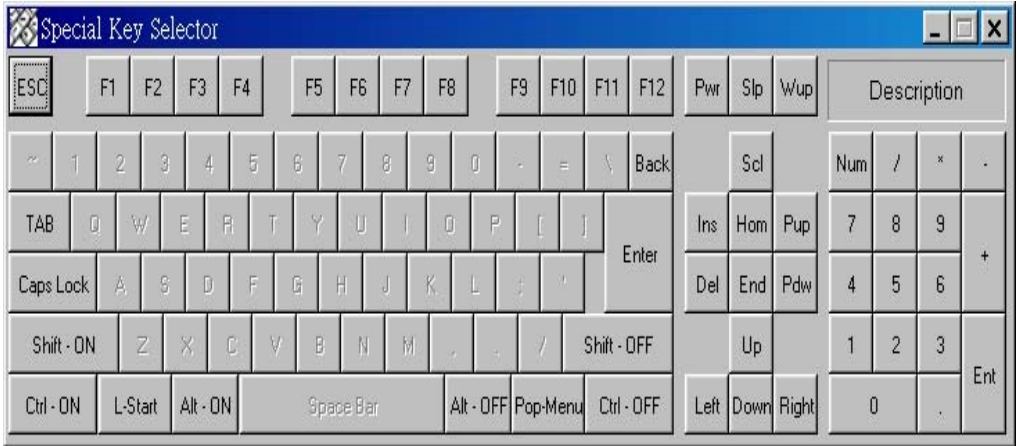 Special Key Selector
ESC F1 F2 F3 F4 F5 F6 F7 F8 F9 F10 F11 F12 Pwr Slp Wup Description
~ 1 2 3 4 5 6 7 8 9 0 - = \ Back Scl Num / * -
TAB Q W E R T Y U I O P [ ] Enter Ins Hom Pup 7 8 9 +
Caps Lock A S D F G H J K L ; ' Del End Pdw 4 5 6
Shift - ON Z X C V B N M , . / Shift - OFF Up 1 2 3 Ent
Ctrl - ON L-Start Alt - ON Space Bar Alt - OFF Pop-Menu Ctrl - OFF Left Down Right 0 .